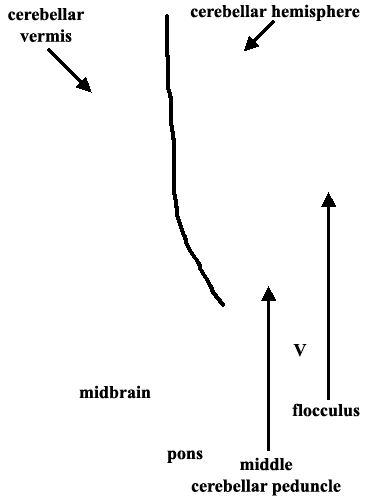 cerebellar
vermis
cerebellar hemisphere
V
midbrain
flocculus
pons
middle
cerebellar peduncle